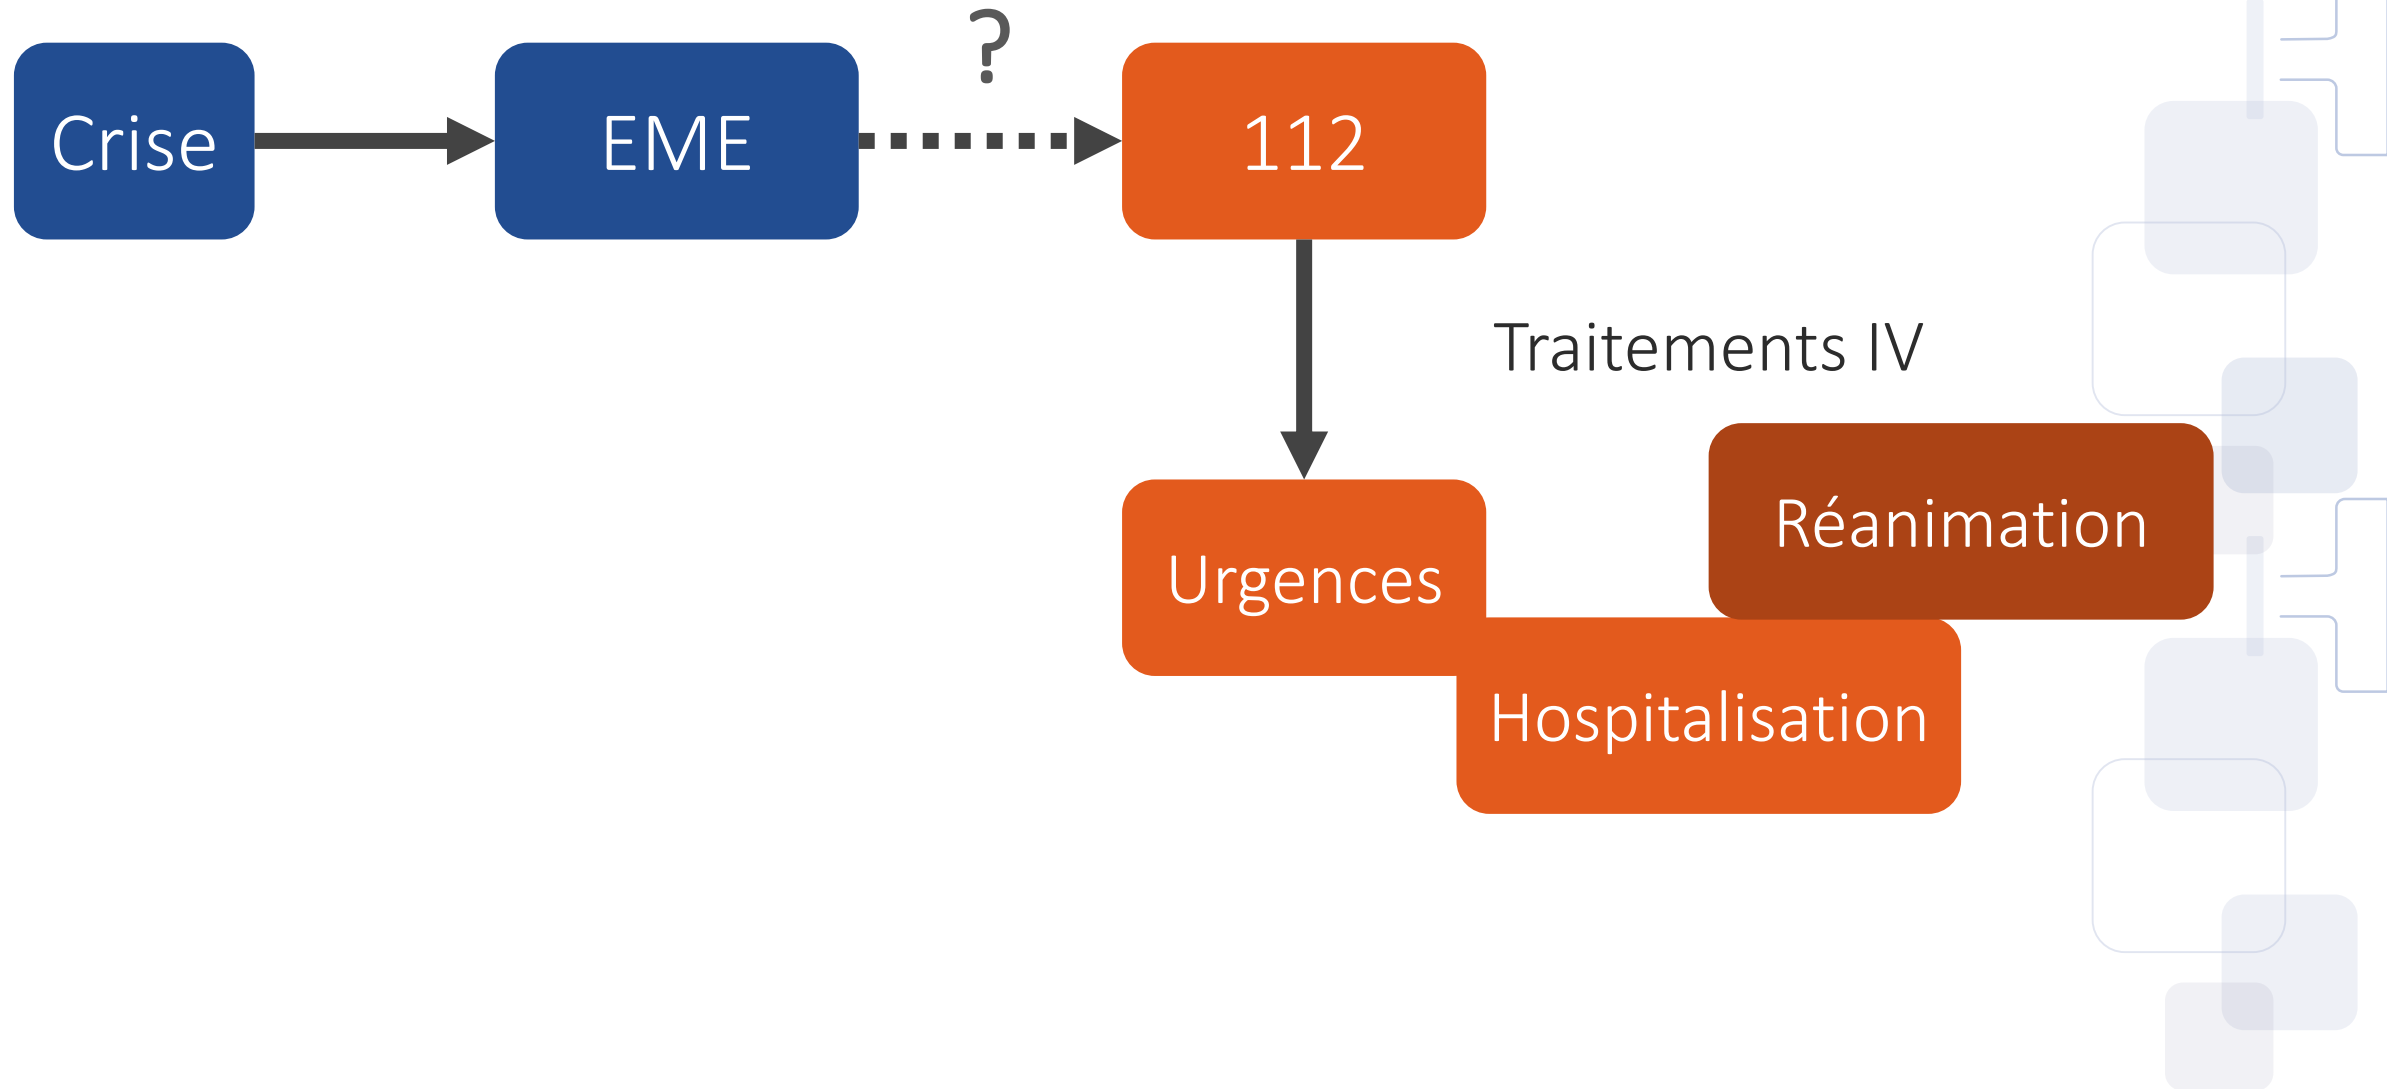 ?
Crise
EME
112
Traitements IV
Réanimation
Urgences
Hospitalisation